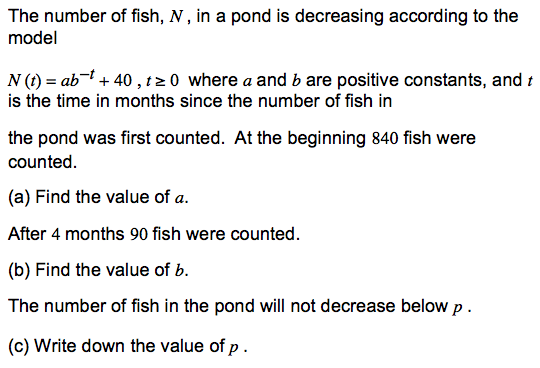 The number of fish, N, in a pond is decreasing according to the
model
N (t) = ab⁻ᵗ + 40 , t ≥ 0 where a and b are positive constants, and t
is the time in months since the number of fish in
the pond was first counted. At the beginning 840 fish were
counted.
(a) Find the value of a.
After 4 months 90 fish were counted.
(b) Find the value of b.
The number of fish in the pond will not decrease below p .
(c) Write down the value of p .